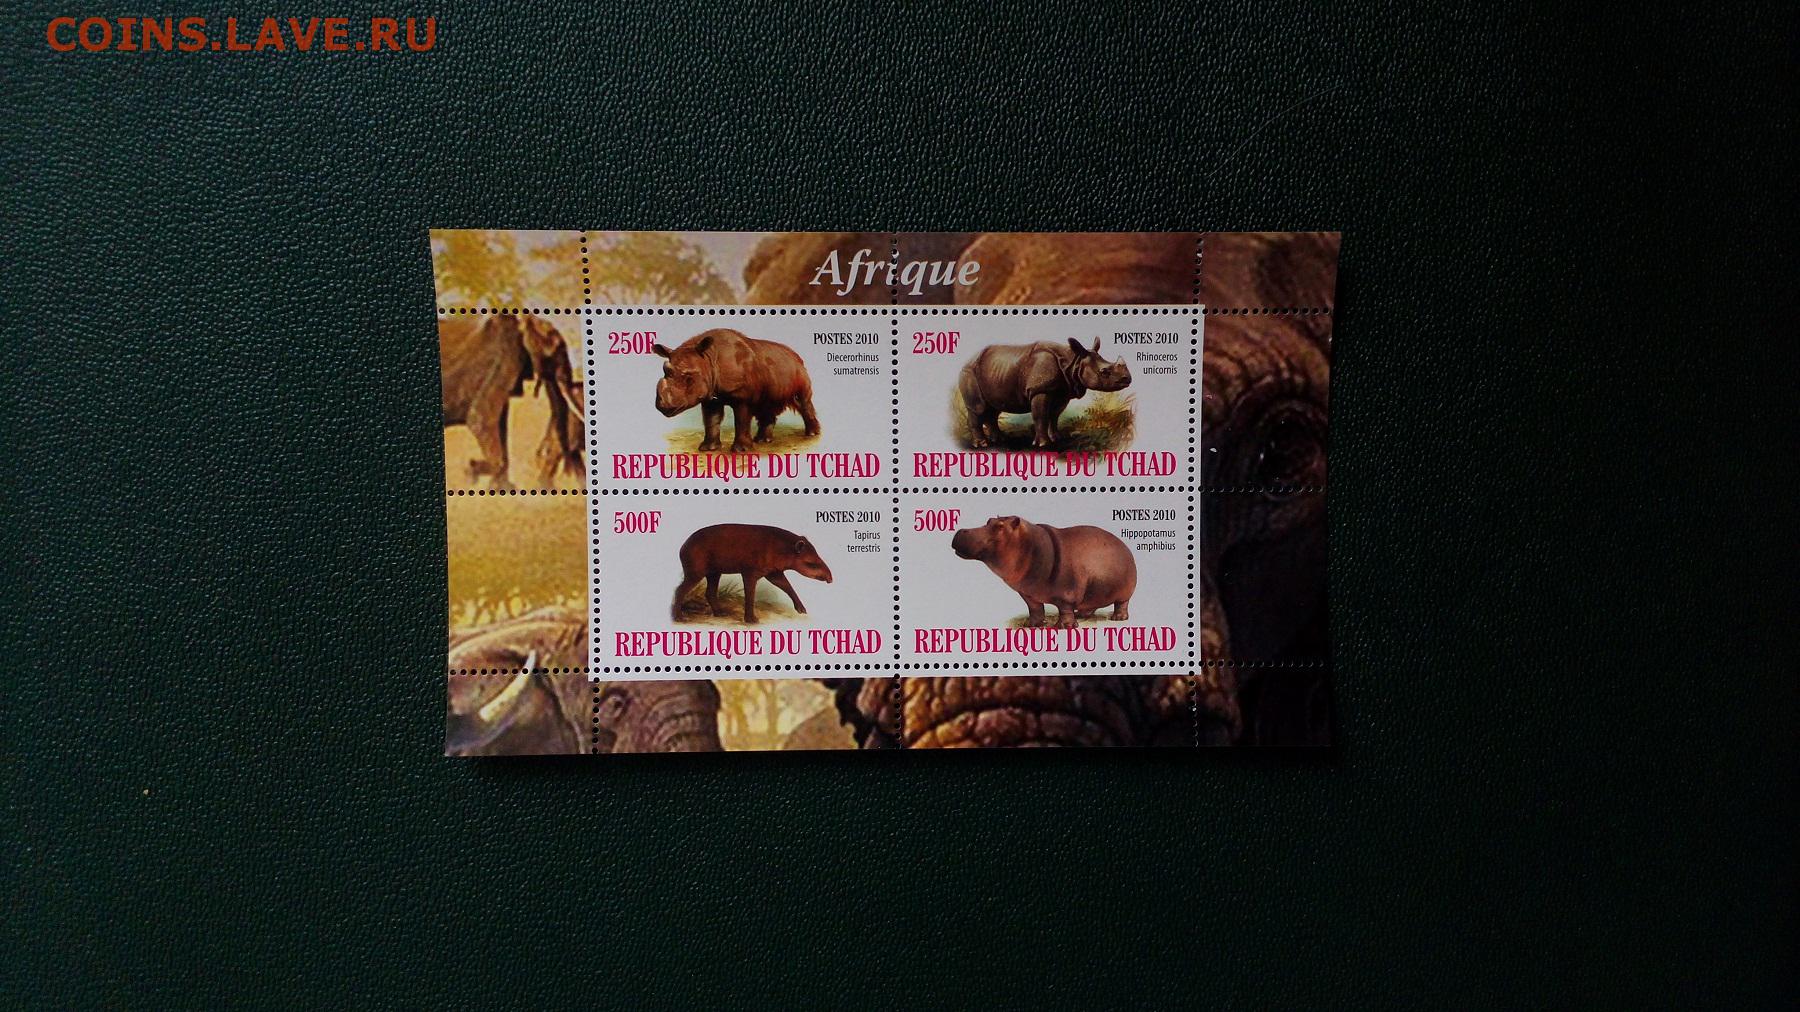 COINS.LAVE.RU
Afrique
250F
POSTES 2010
Diecerorhinus
sumatrensis
REPUBLIQUE DU TCHAD
250F
POSTES 2010
Rhinoceros
unicornis
REPUBLIQUE DU TCHAD
500F
POSTES 2010
Tapirus
terrestris
REPUBLIQUE DU TCHAD
500F
POSTES 2010
Hippopotamus
amphibius
REPUBLIQUE DU TCHAD